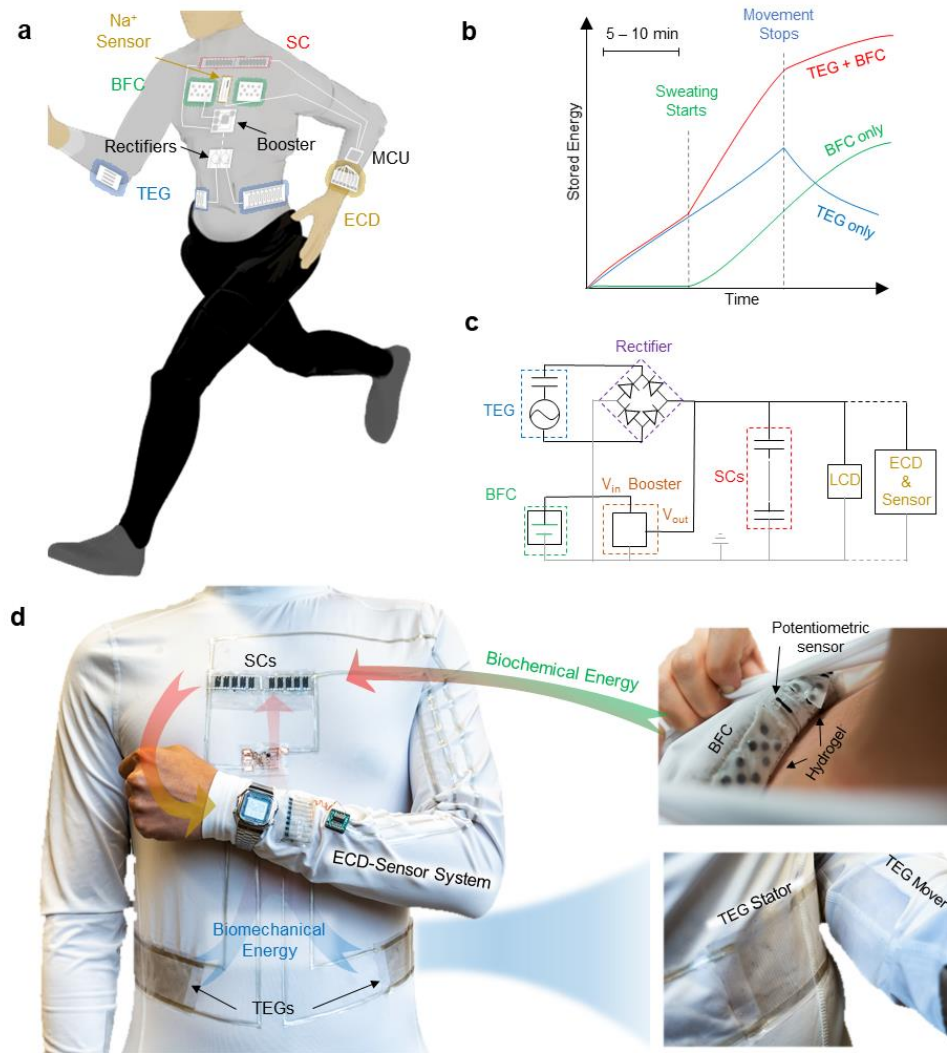 a
Na⁺
Sensor
SC
BFC
Booster
Rectifiers
MCU
TEG
ECD
b
5 – 10 min
Movement
Stops
TEG + BFC
Sweating
Starts
BFC only
TEG only
Stored Energy
Time
c
Rectifier
TEG
BFC
V_in Booster
V_out
SCs
LCD
ECD
&
Sensor
d
SCs
Biochemical Energy
ECD-Sensor System
Biomechanical
Energy
TEGs
Potentiometric
sensor
BFC
Hydrogel
TEG Stator
TEG Mover